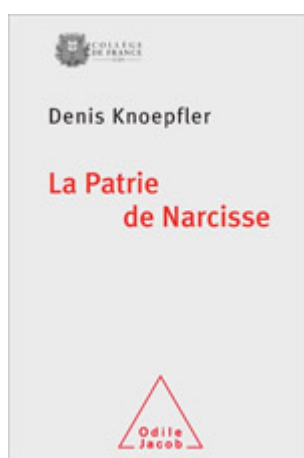 COLLÈGE
DE FRANCE
Denis Knoepfler
La Patrie
de Narcisse
Odile
Jacob